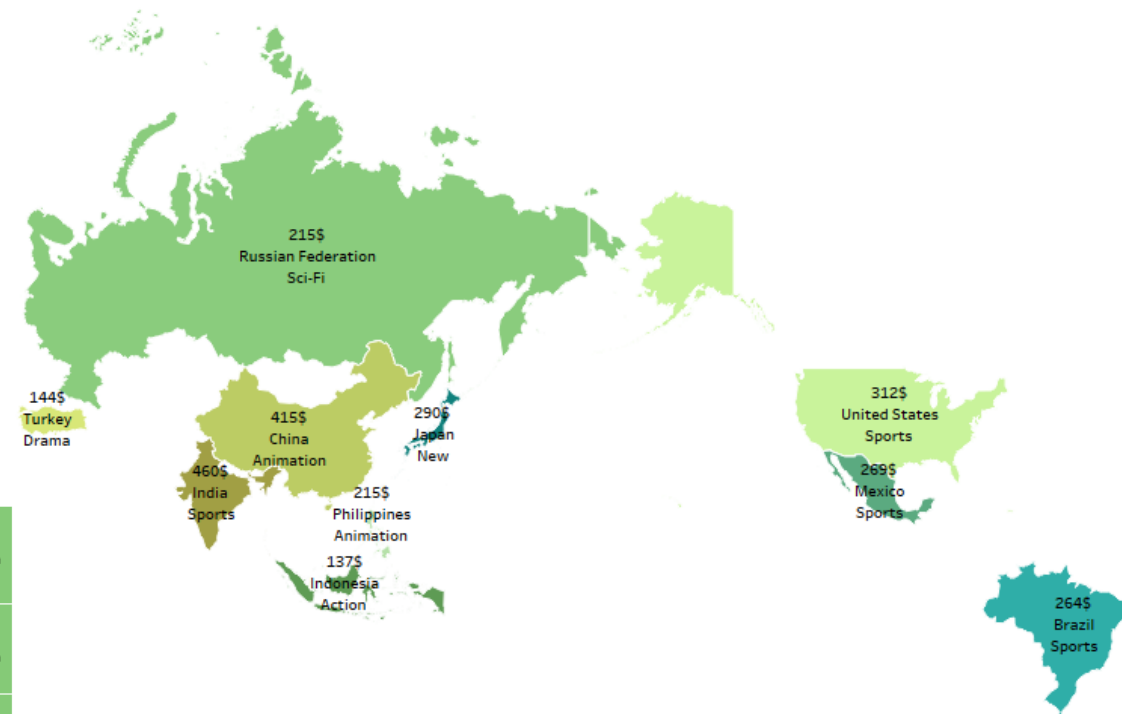 215$
Russian Federation
Sci-Fi
144$
Turkey
Drama
415$
China
Animation
290$
Japan
New
312$
United States
Sports
460$
India
Sports
269$
Mexico
Sports
215$
Philippines
Animation
137$
Indonesia
Action
264$
Brazil
Sports